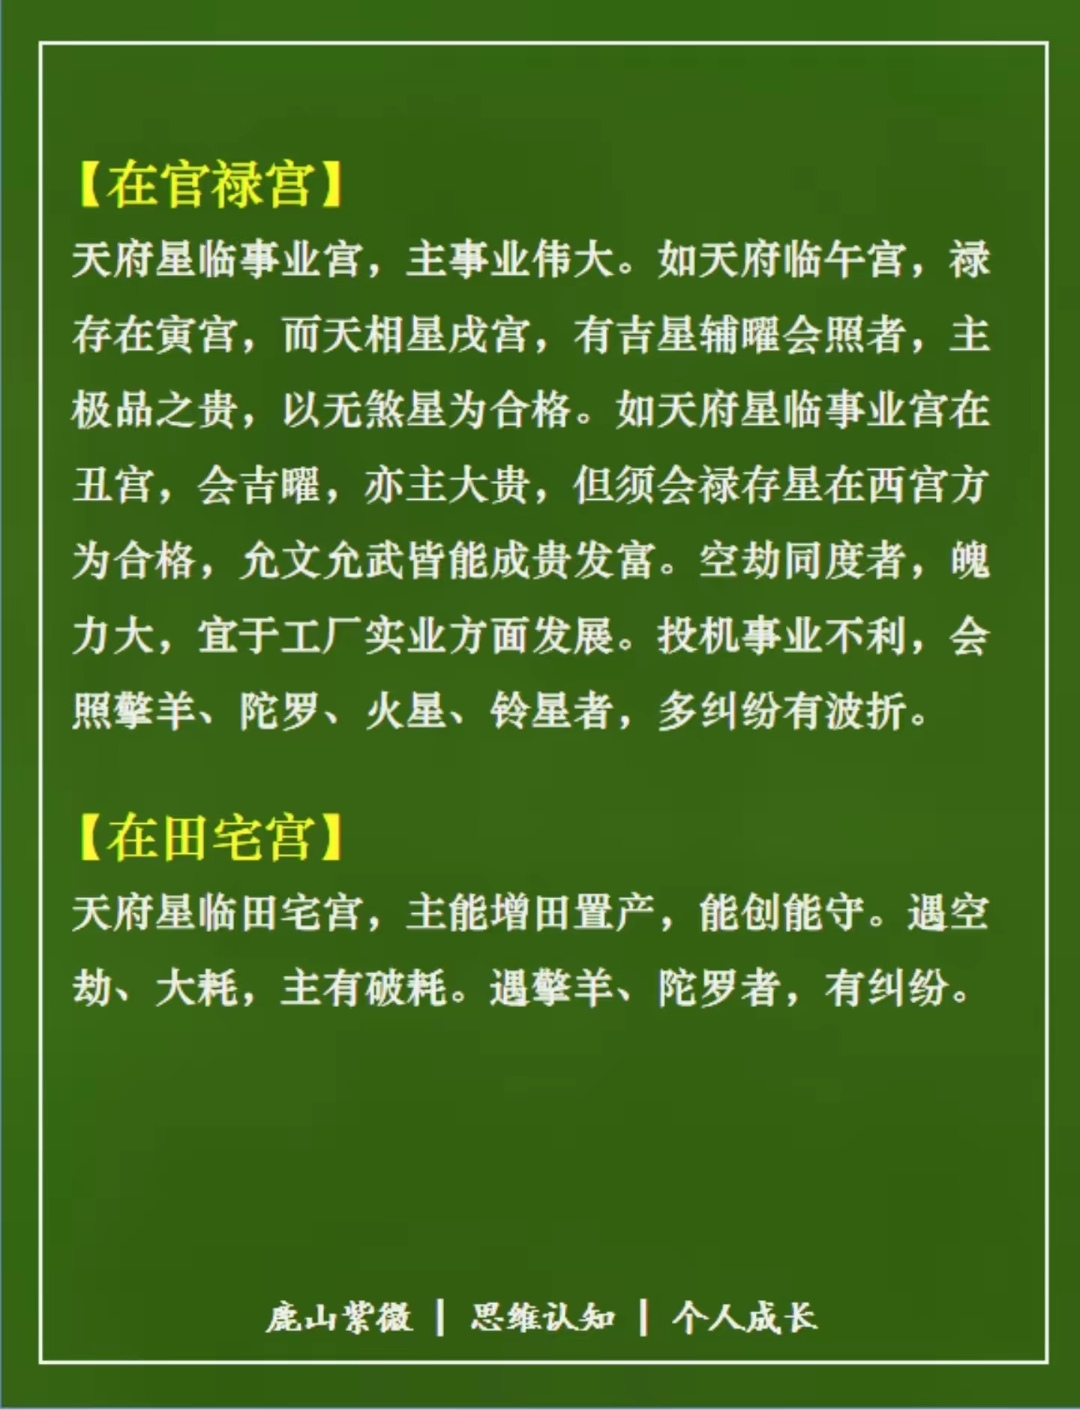 【在官禄宫】
天府星临事业宫，主事业伟大。如天府临午宫，禄
存在寅宫，而天相星戌宫，有吉星辅曜会照者，主
极品之贵，以无煞星为合格。如天府星临事业宫在
丑宫，会吉曜，亦主大贵，但须会禄存星在西宫方
为合格，允文允武皆能成贵发富。空劫同度者，魄
力大，宜于工厂实业方面发展。投机事业不利，会
照擎羊、陀罗、火星、铃星者，多纠纷有波折。
【在田宅宫】
天府星临田宅宫，主能增田置产，能创能守。遇空
劫、大耗，主有破耗。遇擎羊、陀罗者，有纠纷。
鹿山紫微 | 思维认知 | 个人成长